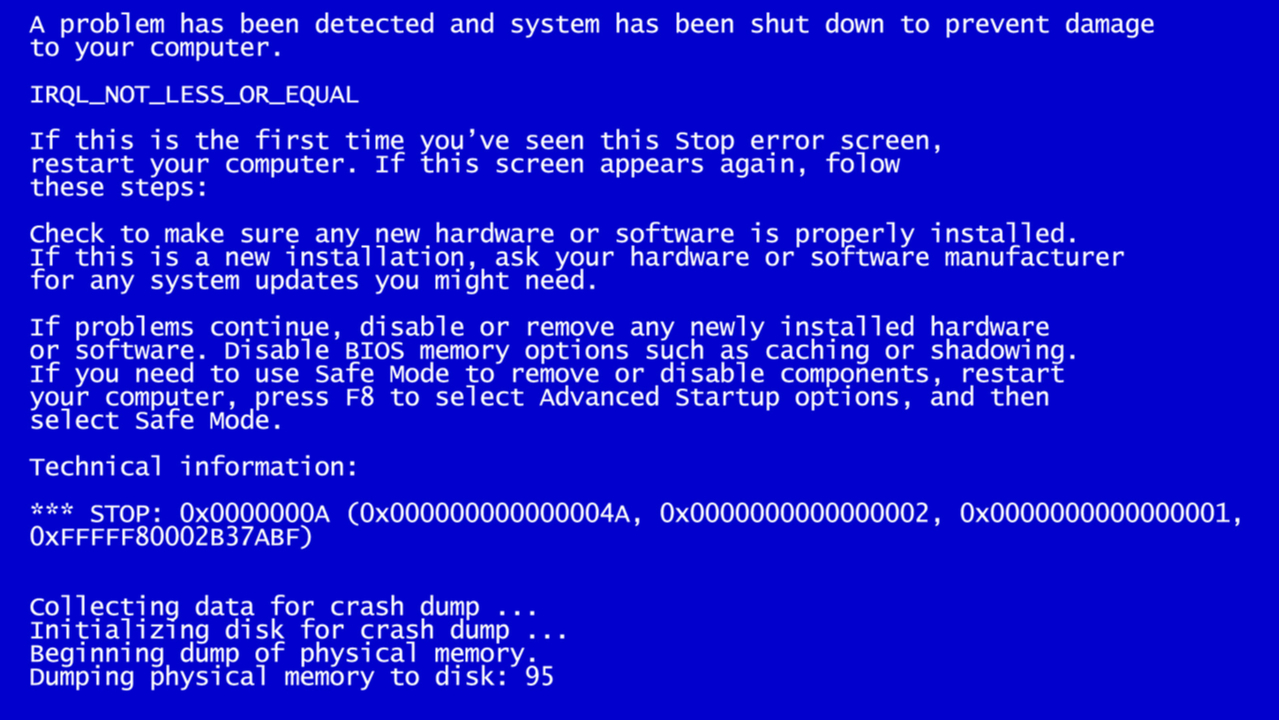 A problem has been detected and system has been shut down to prevent damage
to your computer.
IRQL_NOT_LESS_OR_EQUAL
If this is the first time you’ve seen this Stop error screen,
restart your computer. If this screen appears again, folow
these steps:
Check to make sure any new hardware or software is properly installed.
If this is a new installation, ask your hardware or software manufacturer
for any system updates you might need.
If problems continue, disable or remove any newly installed hardware
or software. Disable BIOS memory options such as caching or shadowing.
If you need to use Safe Mode to remove or disable components, restart
your computer, press F8 to select Advanced Startup options, and then
select Safe Mode.
Technical information:
*** STOP: 0x0000000A (0x000000000000004A, 0x0000000000000002, 0x0000000000000001,
0xFFFFF80002B37ABF)
Collecting data for crash dump ...
Initializing disk for crash dump ...
Beginning dump of physical memory.
Dumping physical memory to disk: 95